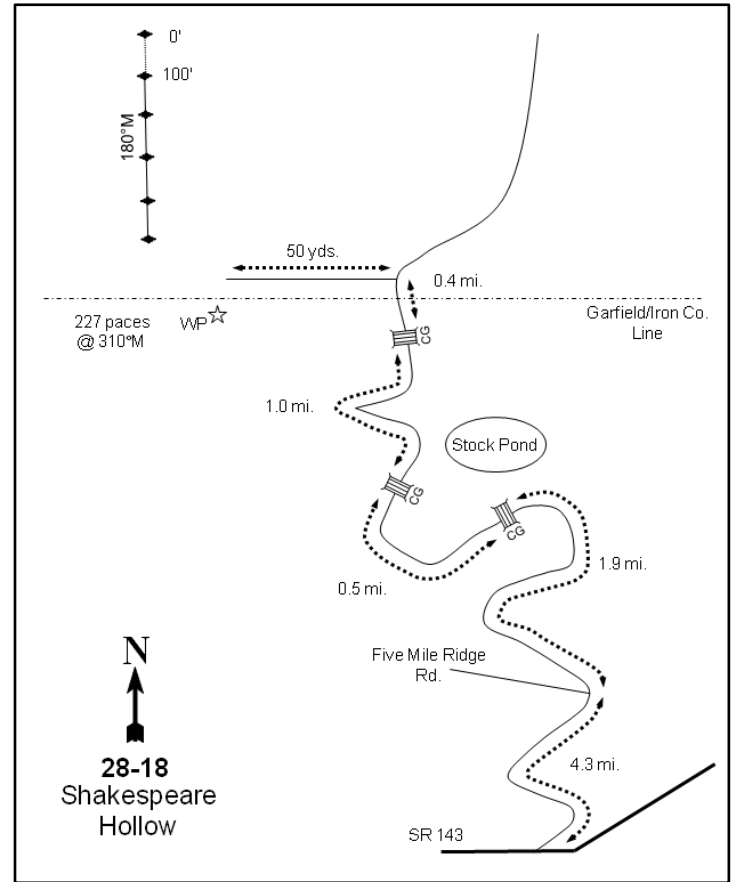 0'
100'
180°M
50 yds.
0.4 mi.
227 paces
@ 310°M
WP
Garfield/Iron Co.
Line
CG
1.0 mi.
Stock Pond
CG
CG
0.5 mi.
1.9 mi.
Five Mile Ridge
Rd.
N
28-18
Shakespeare
Hollow
4.3 mi.
SR 143